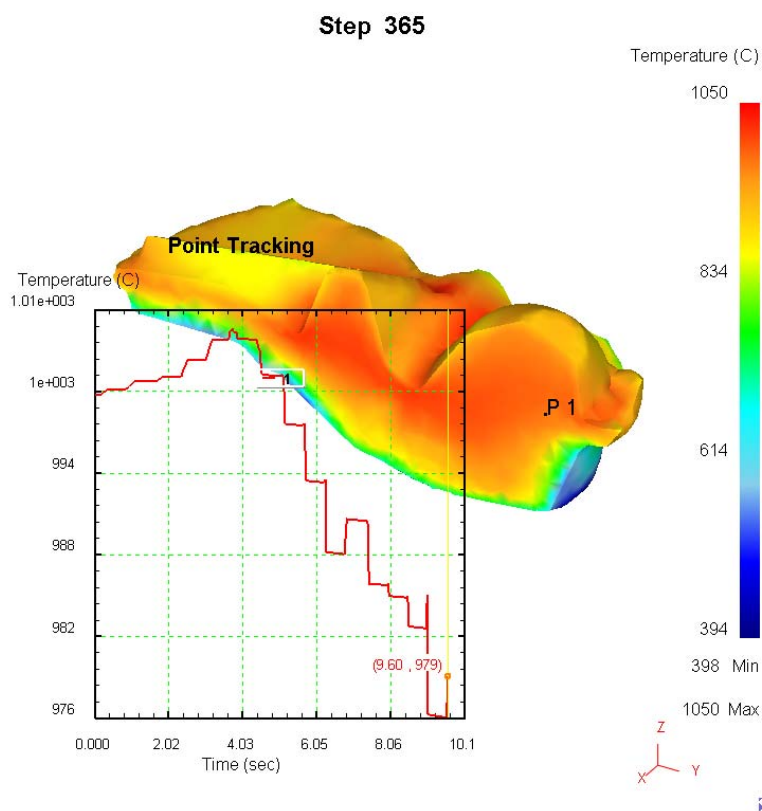 Step 365
Temperature (C)
1050
834
614
394
398 Min
1050 Max
Point Tracking
Temperature (C)
1.01e+003
1e+003
994
988
982
976
1
P 1
(9.60 , 979)
0.000 2.02 4.03 6.05 8.06 10.1
Time (sec)
Z
X Y